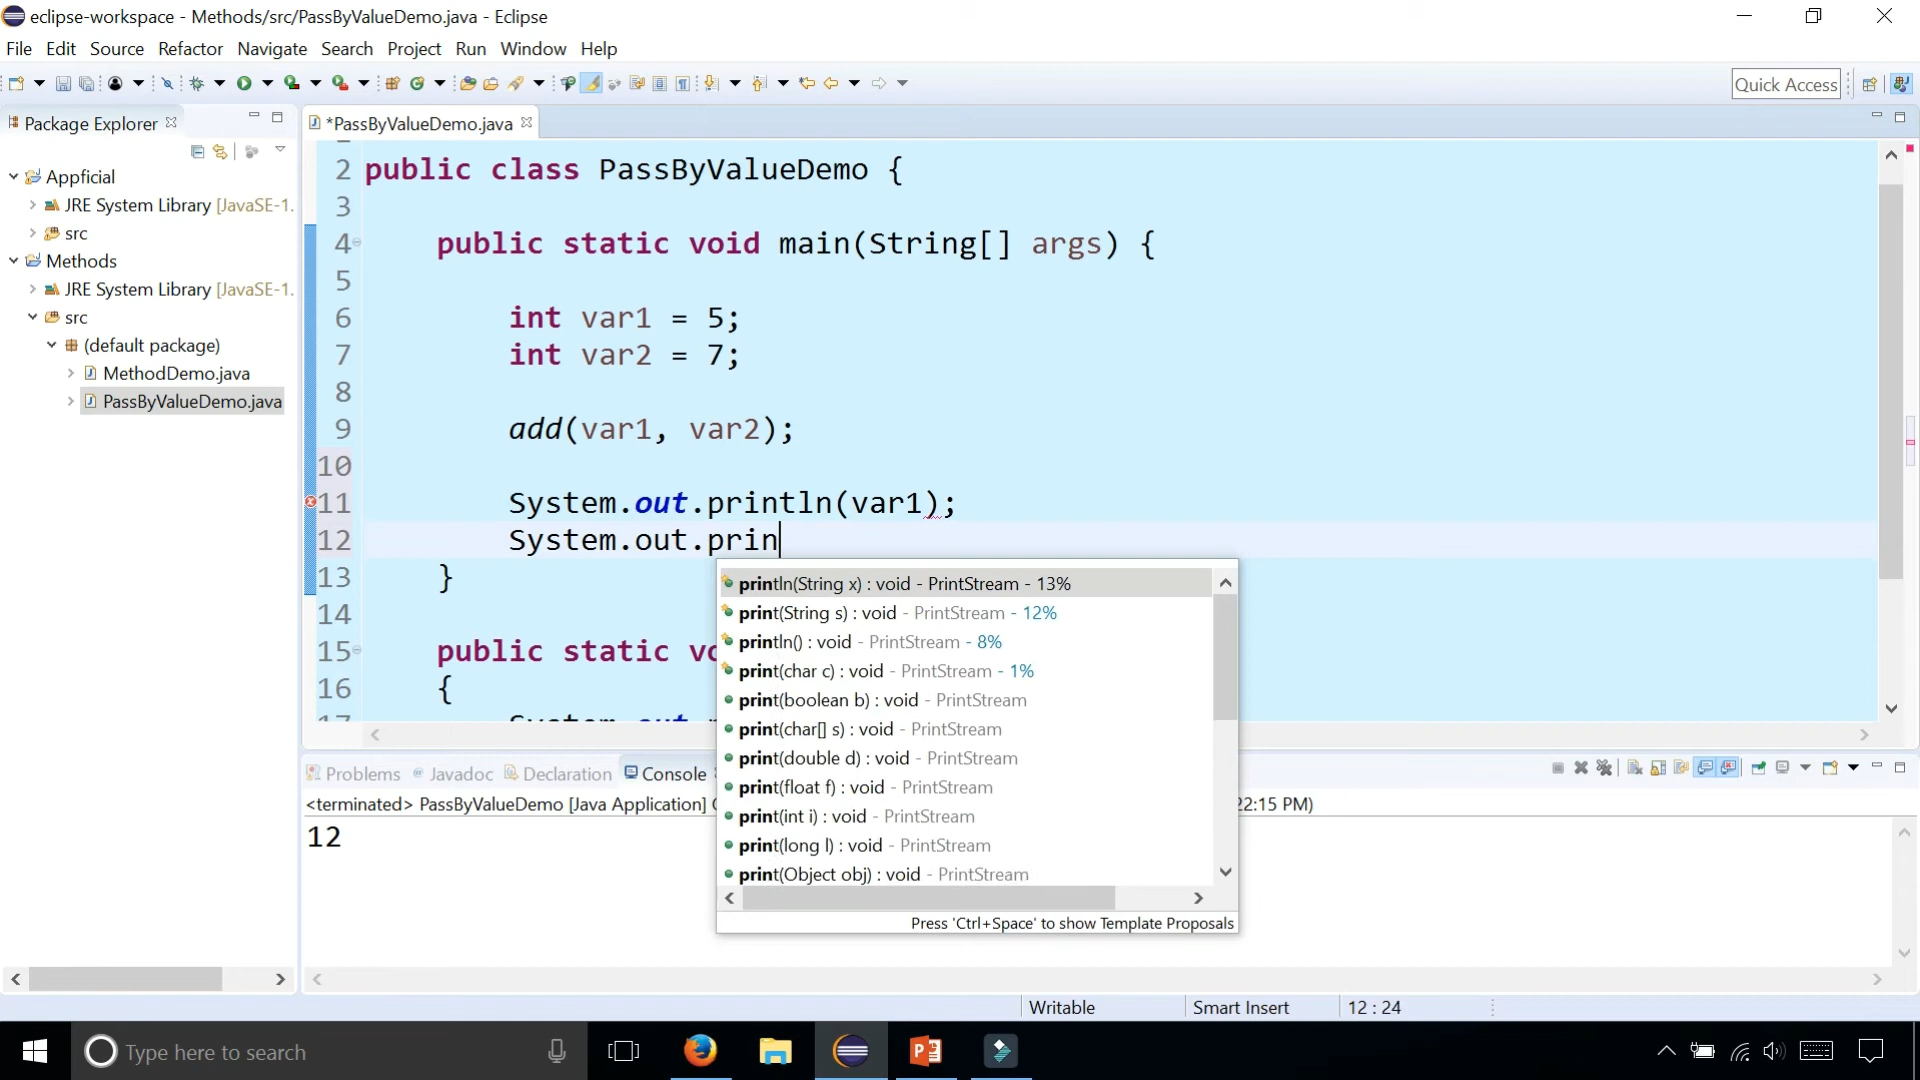 eclipse-workspace - Methods/src/PassByValueDemo.java - Eclipse
File Edit Source Refactor Navigate Search Project Run Window Help
Quick Access
Package Explorer
*PassByValueDemo.java
Appficial
JRE System Library [JavaSE-1.
src
Methods
JRE System Library [JavaSE-1.
src
(default package)
MethodDemo.java
PassByValueDemo.java
2 public class PassByValueDemo {
3
4 public static void main(String[] args) {
5
6 int var1 = 5;
7 int var2 = 7;
8
9 add(var1, var2);
10
11 System.out.println(var1);
12 System.out.prin
13 }
14
15 public static
16 {
17 System.out.
println(String x) : void - PrintStream - 13%
print(String s) : void - PrintStream - 12%
println() : void - PrintStream - 8%
print(char c) : void - PrintStream - 1%
print(boolean b) : void - PrintStream
print(char[] s) : void - PrintStream
print(double d) : void - PrintStream
print(float f) : void - PrintStream
print(int i) : void - PrintStream
print(long l) : void - PrintStream
print(Object obj) : void - PrintStream
Press 'Ctrl+Space' to show Template Proposals
Problems Javadoc Declaration Console
<terminated> PassByValueDemo [Java Application] 22:15 PM)
12
Writable Smart Insert 12 : 24
Type here to search